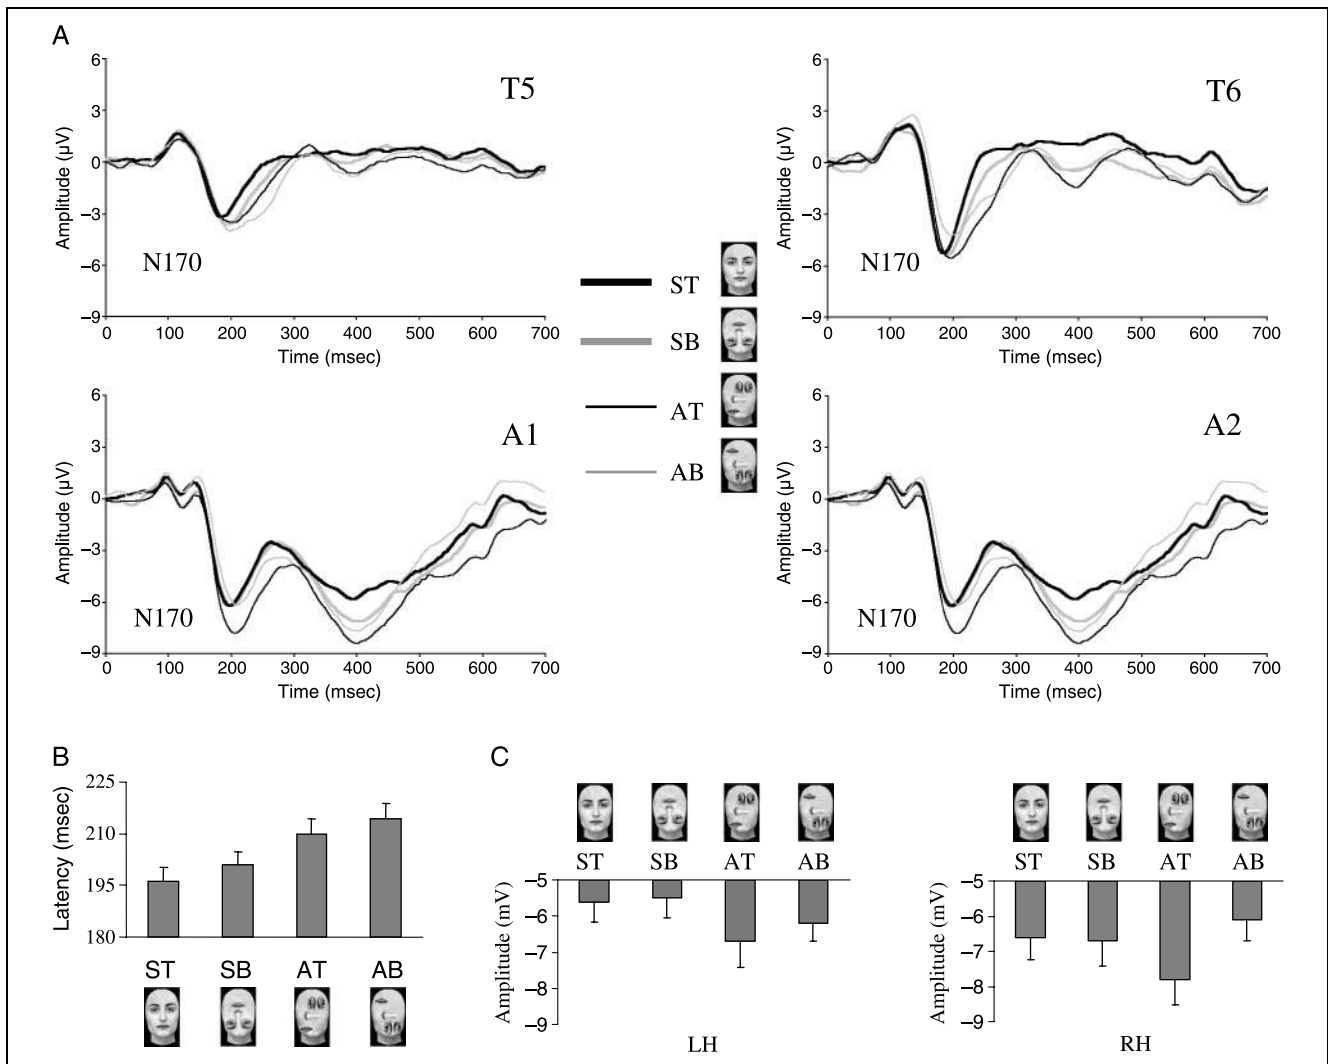 A
T5
Amplitude (µV)
6
3
0
–3
–6
–9
N170
0 100 200 300 400 500 600 700
Time (msec)
T6
Amplitude (µV)
6
3
0
–3
–6
–9
N170
0 100 200 300 400 500 600 700
Time (msec)
ST
SB
AT
AB
A1
Amplitude (µV)
6
3
0
–3
–6
–9
N170
0 100 200 300 400 500 600 700
Time (msec)
A2
Amplitude (µV)
6
3
0
–3
–6
–9
N170
0 100 200 300 400 500 600 700
Time (msec)
B
Latency (msec)
225
210
195
180
ST SB AT AB
C
ST SB AT AB
Amplitude (mV)
–5
–6
–7
–8
–9
LH
ST SB AT AB
Amplitude (mV)
–5
–6
–7
–8
–9
RH